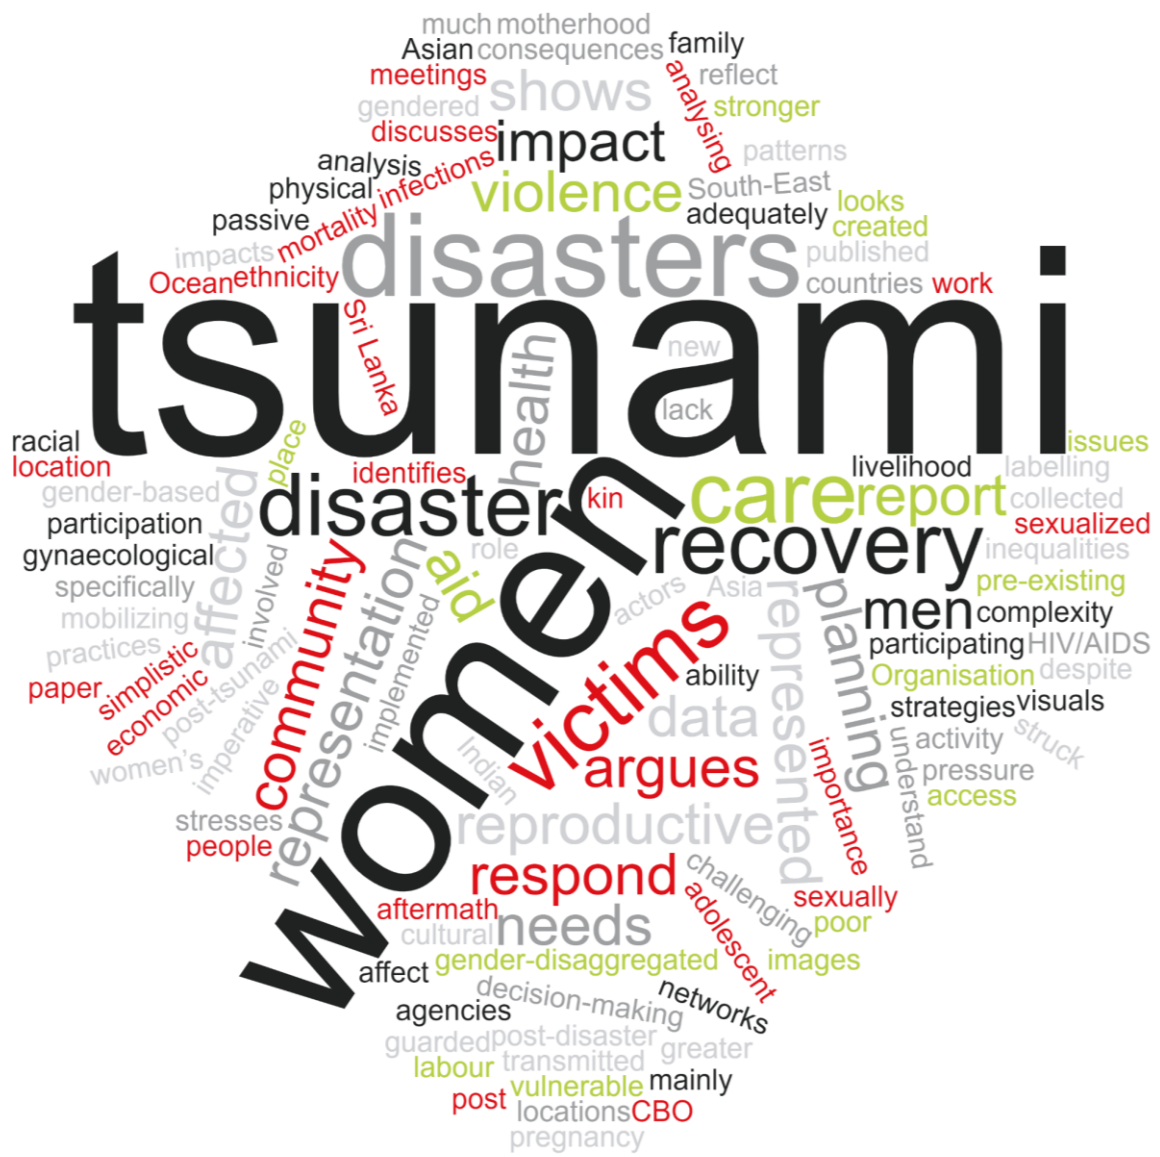 much motherhood
Asian consequences family
meetings shows analysing reflect
gendered stronger
discusses impact patterns
analysis infections
physical violence South-East looks
passive mortality disasters adequately created
impacts published
Ocean ethnicity countries work
tsunami
Sri Lanka health new
lack
racial place issues
location identifies livelihood labelling
gender-based affected disaster kin care report collected
participation sexualized
gynaecological role recovery inequalities
specifically involved aid actors Asia pre-existing
mobilizing community representation implemented women victims represented planning men complexity
practices simplistic participating HIV/AIDS
paper economic post-tsunami imperative ability Organisation despite
women's data strategies visuals
Indian argues importance understand activity struck
pressure
stresses reproductive access
people
respond challenging sexually
aftermath needs adolescent poor
cultural
affect gender-disaggregated images
agencies decision-making networks
guarded post-disaster greater
labour transmitted
post vulnerable mainly
locations CBO
pregnancy